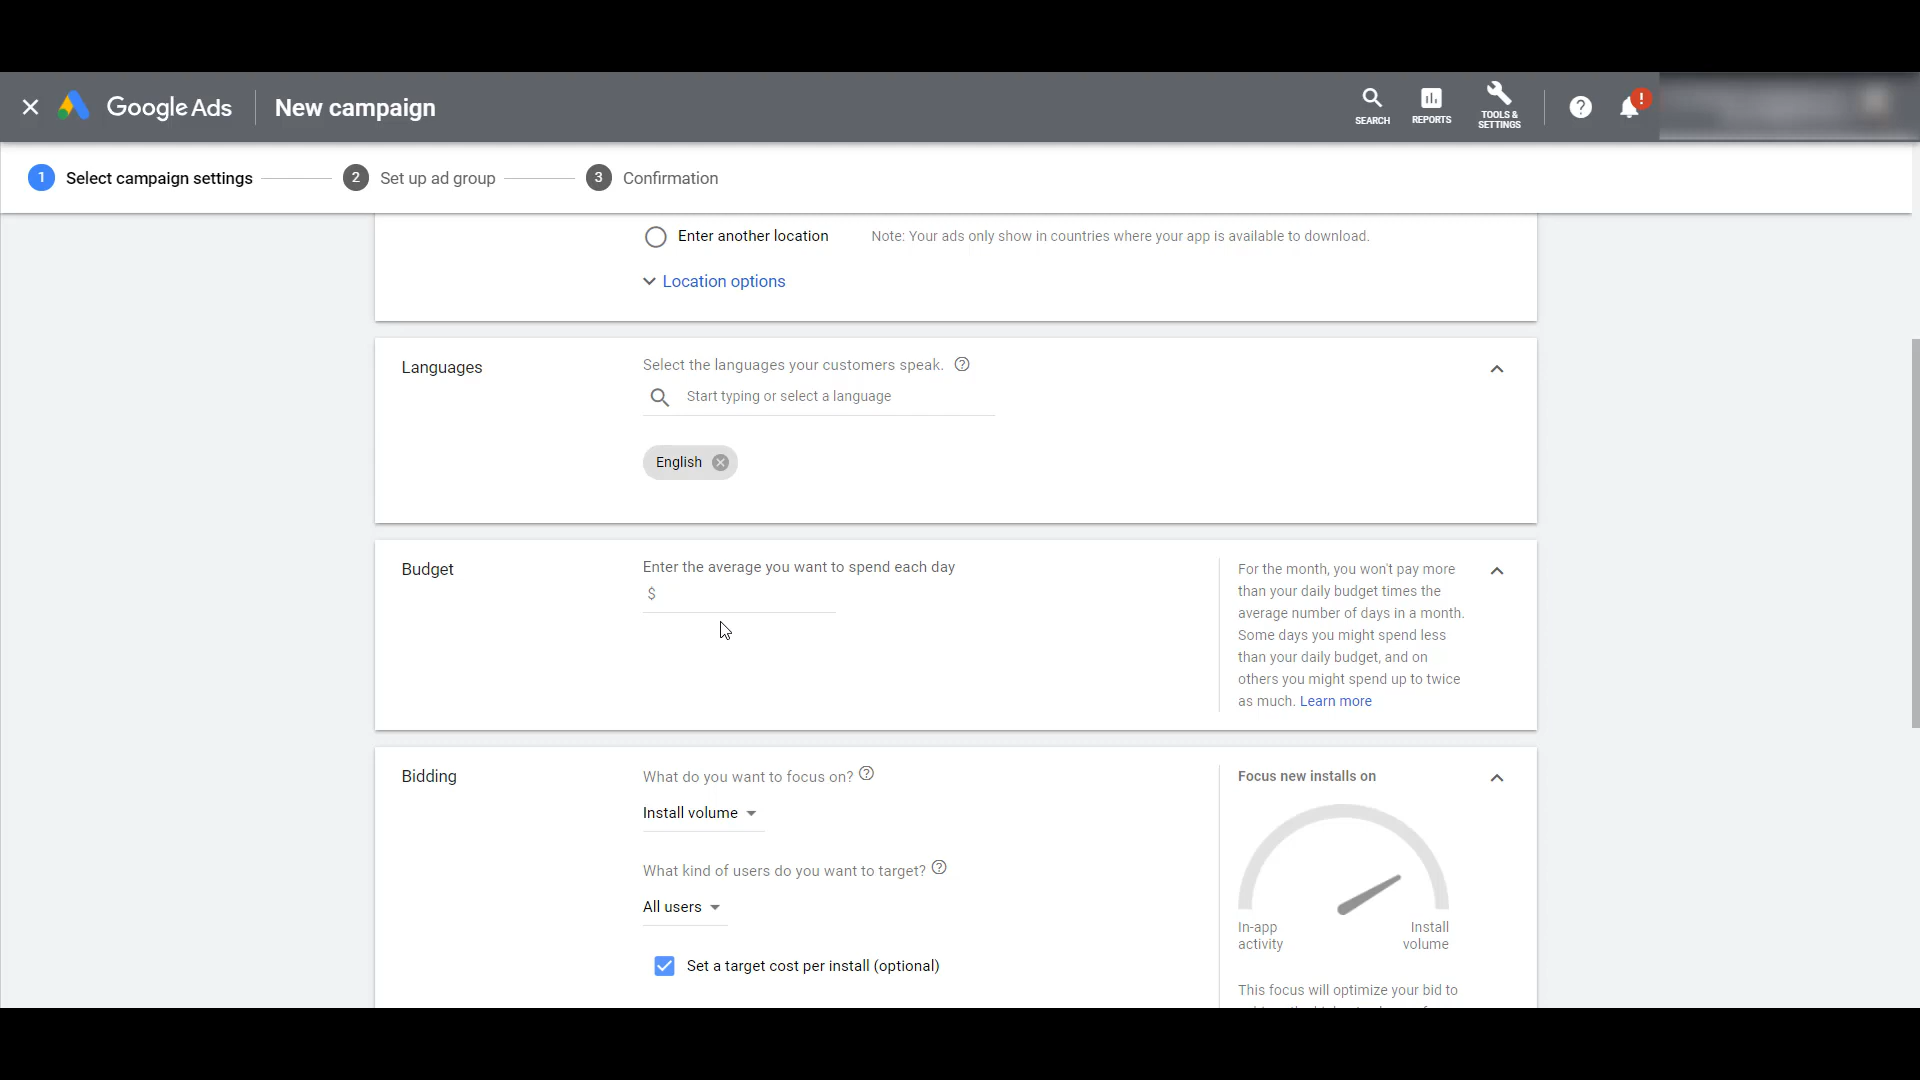 Google Ads
New campaign
SEARCH
REPORTS
TOOLS &
SETTINGS
?
!
1 Select campaign settings
2 Set up ad group
3 Confirmation
Enter another location
Note: Your ads only show in countries where your app is available to download.
Location options
Languages
Select the languages your customers speak. ?
Start typing or select a language
English
Budget
Enter the average you want to spend each day
$
For the month, you won't pay more
than your daily budget times the
average number of days in a month.
Some days you might spend less
than your daily budget, and on
others you might spend up to twice
as much. Learn more
Bidding
What do you want to focus on? ?
Install volume
What kind of users do you want to target? ?
All users
Set a target cost per install (optional)
Focus new installs on
In-app
activity
Install
volume
This focus will optimize your bid to